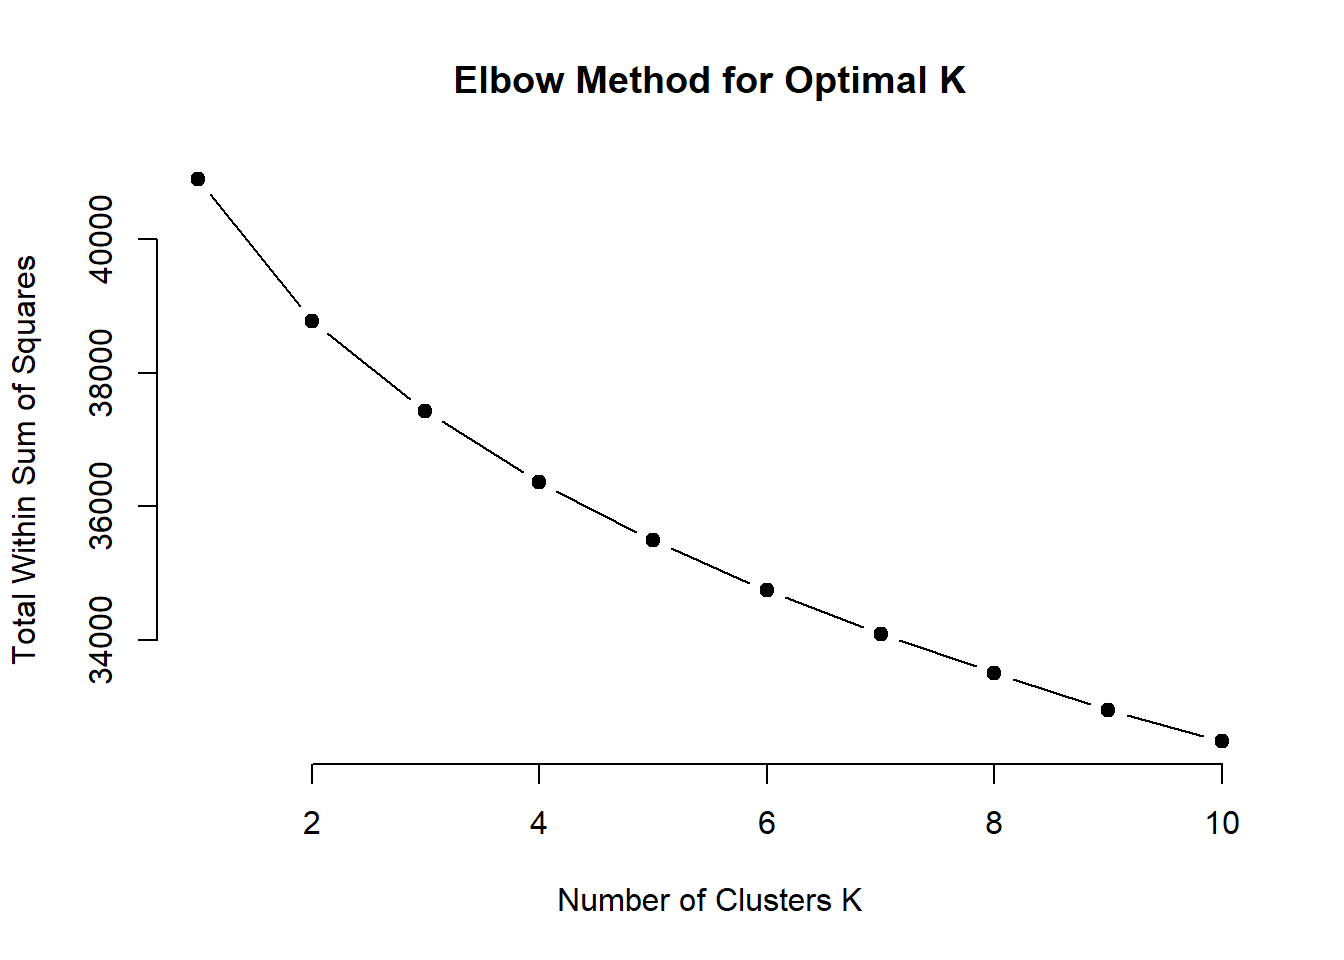 Elbow Method for Optimal K
Total Within Sum of Squares
40000
38000
36000
34000
2 4 6 8 10
Number of Clusters K